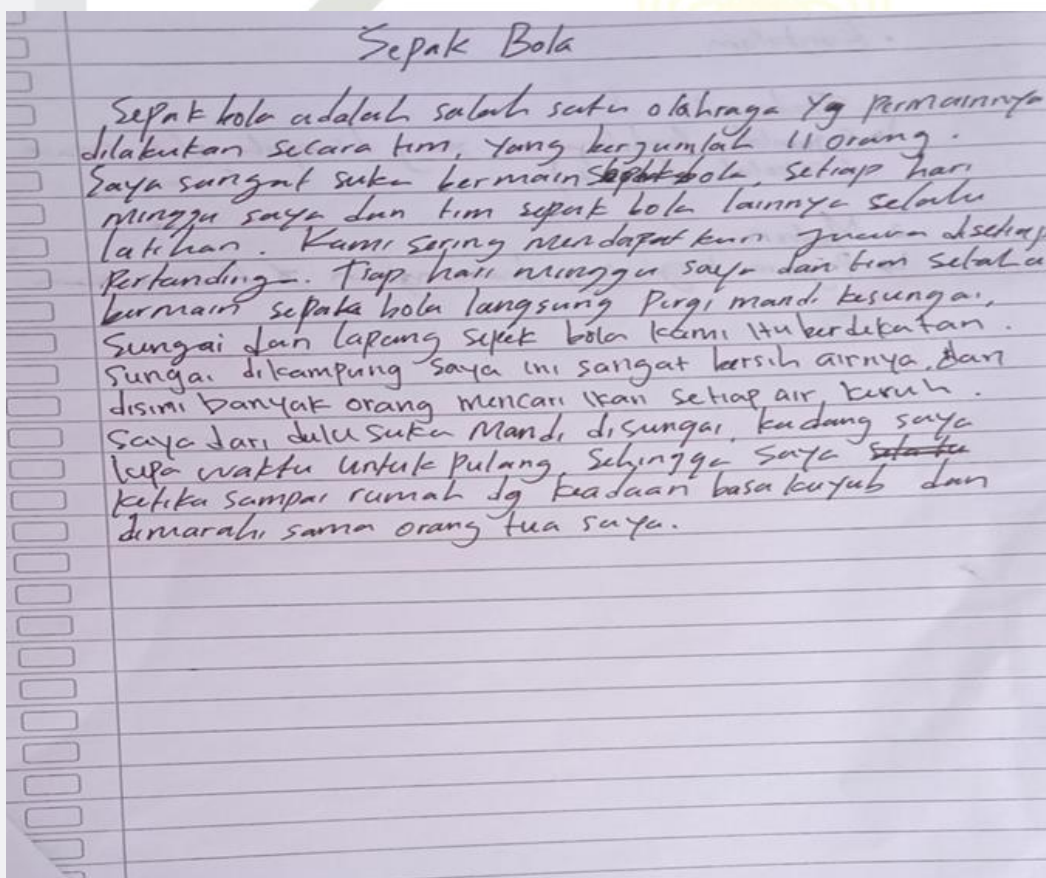 Sepak Bola
Sepak bola adalah salah satu olahraga yg permainnya
dilakukan secara tim, yang berjumlah 11 orang.
Saya sangat suka bermain bola, setiap hari
minggu saya dan tim sepak bola lainnya selalu
latihan. Kami sering mendapat juara disetiap
Pertanding. Tiap hari minggu saya dan tim
bermain sepaka bola langsung pirgi mandi kesungai,
Sungai dan lapang sepek bola kami itu berdekatan.
Sungai dikampung saya ini sangat bersih airnya, dan
disini banyak orang mencari ikan setiap air keruh.
Saya dari dulu suka mandi disungai, kadang saya
lupa waktu untuk pulang, sehingga saya
ketika sampai rumah dg keadaan basa kuyub dan
dimarahi sama orang tua saya.